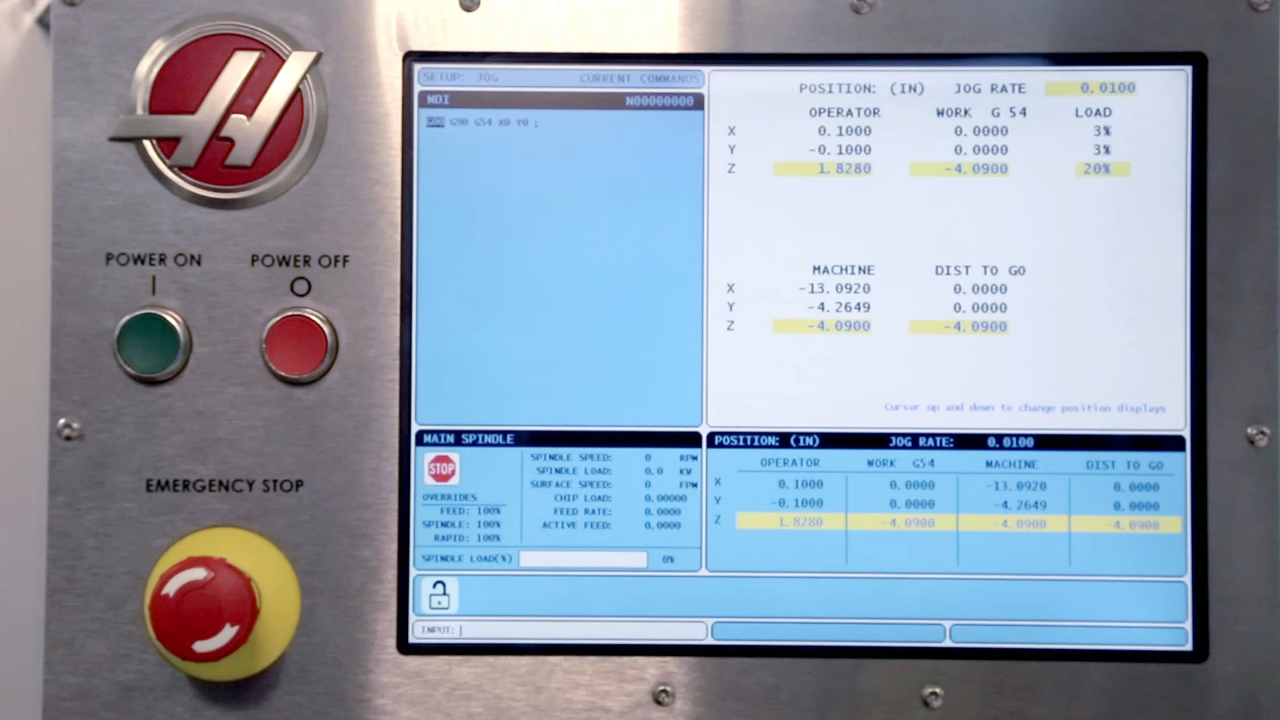 POWER ON
POWER OFF
I
O
EMERGENCY STOP
SETUP: JOG CURRENT COMMANDS
MDI N00000000
G90 G54 X0 Y0 ;
POSITION: (IN) JOG RATE 0.0100
OPERATOR WORK G 54 LOAD
X 0.1000 0.0000 3%
Y -0.1000 0.0000 3%
Z 1.8280 -4.0900 20%
MACHINE DIST TO GO
X -13.0920 0.0000
Y -4.2649 0.0000
Z -4.0900 -4.0900
Cursor up and down to change position displays
MAIN SPINDLE
STOP
SPINDLE SPEED: 0 RPM
SPINDLE LOAD: 0.0 KW
SURFACE SPEED: 0 FPM
CHIP LOAD: 0.00000
FEED RATE: 0.0000
ACTIVE FEED: 0.0000
OVERRIDES
FEED: 100%
SPINDLE: 100%
RAPID: 100%
SPINDLE LOAD(%) 0%
POSITION: (IN) JOG RATE: 0.0100
OPERATOR WORK G54 MACHINE DIST TO GO
X 0.1000 0.0000 -13.0920 0.0000
Y -0.1000 0.0000 -4.2649 0.0000
Z 1.8280 -4.0900 -4.0900 -4.0900
INPUT: